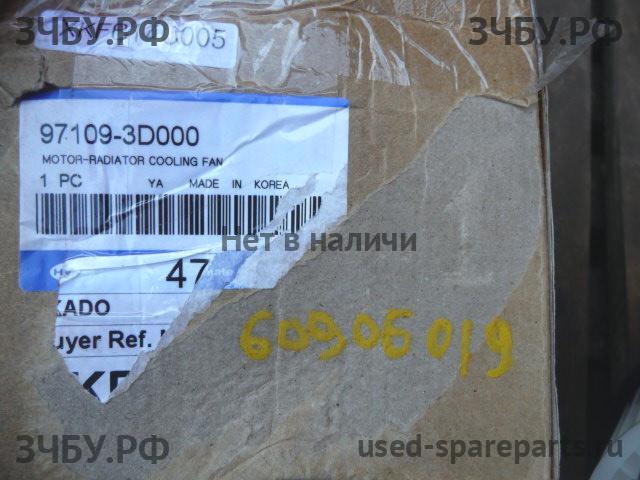 ЗЧБУ.РФ
ЗЧБУ.РФ
005
97109-3D000
MOTOR-RADIATOR COOLING FAN
1 PC YA MADE IN KOREA
Нет в наличи
47
KADO
uyer Ref.
60906019
ЗЧБУ.РФ
used-spareparts.ru